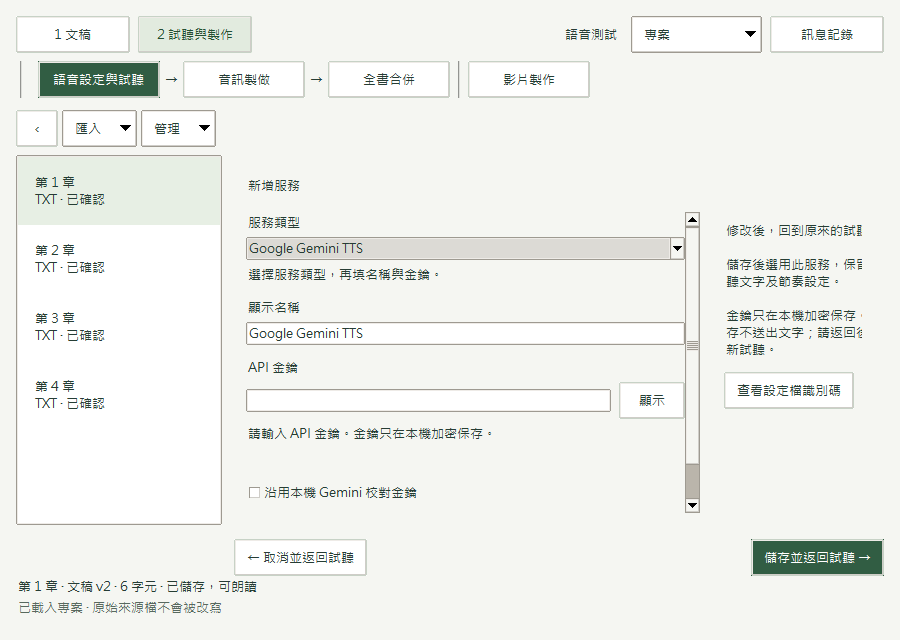 1 文稿
2 試聽與製作
語音測試
專案
訊息記錄
語音設定與試聽
→
音訊製做
→
全書合併
影片製作
‹
匯入
管理
第 1 章
TXT · 已確認
第 2 章
TXT · 已確認
第 3 章
TXT · 已確認
第 4 章
TXT · 已確認
新增服務
服務類型
Google Gemini TTS
選擇服務類型，再填名稱與金鑰。
顯示名稱
Google Gemini TTS
API 金鑰
顯示
請輸入 API 金鑰。金鑰只在本機加密保存。
沿用本機 Gemini 校對金鑰
修改後，回到原來的試
儲存後選用此服務，保
聽文字及節奏設定。
金鑰只在本機加密保存。
存不送出文字；請返回
新試聽。
查看設定檔識別碼
← 取消並返回試聽
儲存並返回試聽 →
第 1 章 · 文稿 v2 · 6 字元 · 已儲存，可朗讀
已載入專案 · 原始來源檔不會被改寫